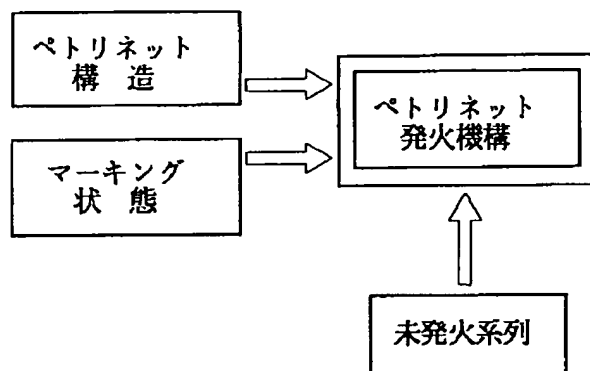 ペトリネット
構 造
マーキング
状 態
ペトリネット
発火機構
未発火系列